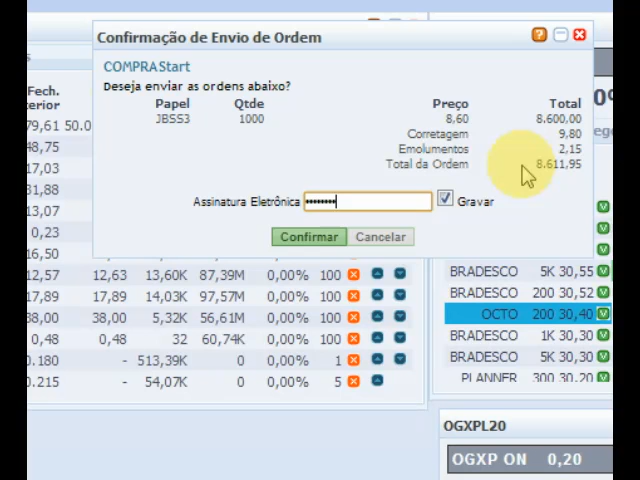 Confirmação de Envio de Ordem
COMPRAStart
Deseja enviar as ordens abaixo?
Papel Qtde Preço Total
JBSS3 1000 8,60 8.600,00
Corretagem 9,80
Emolumentos 2,15
Total da Ordem 8.611,95
Assinatura Eletrônica •••••••• Gravar
Confirmar Cancelar
Fech.
terior
79,61 50.0
48,75
17,03
31,88
13,07
0,23
16,50
12,57 12,63 13,60K 87,39M 0,00% 100
17,89 17,89 14,03K 97,57M 0,00% 100
38,00 38,00 5,32K 56,61M 0,00% 100
0,48 0,48 32 60,74K 0,00% 100
0.180 - 513,39K 0 0,00% 1
0.215 - 54,07K 0 0,00% 5
BRADESCO 5K 30,55 V
BRADESCO 200 30,52 V
OCTO 200 30,40 V
BRADESCO 1K 30,30 V
BRADESCO 5K 30,30 V
PLANNER 300 30,20 V
OGXPL20
OGXP ON 0,20